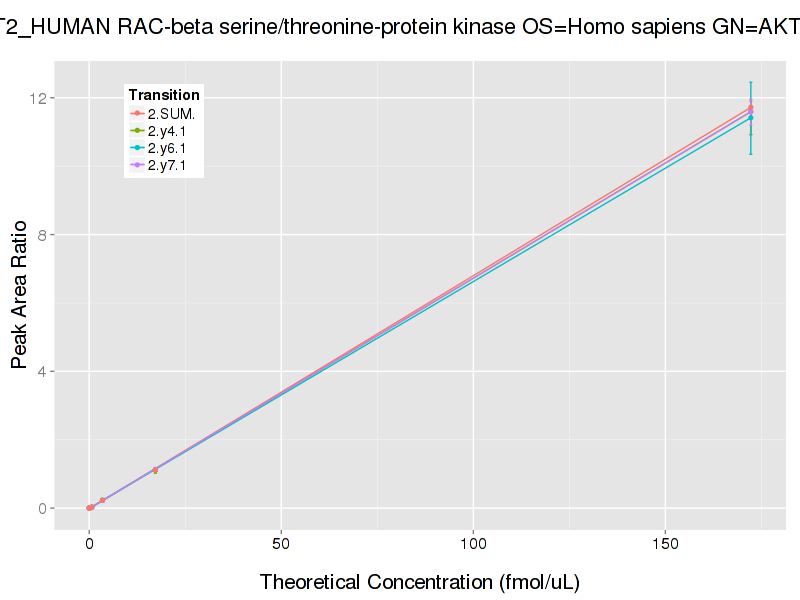 T2_HUMAN RAC-beta serine/threonine-protein kinase OS=Homo sapiens GN=AKT
Transition
2.SUM.
2.y4.1
2.y6.1
2.y7.1
12
8
4
0
Peak Area Ratio
0 50 100 150
Theoretical Concentration (fmol/uL)